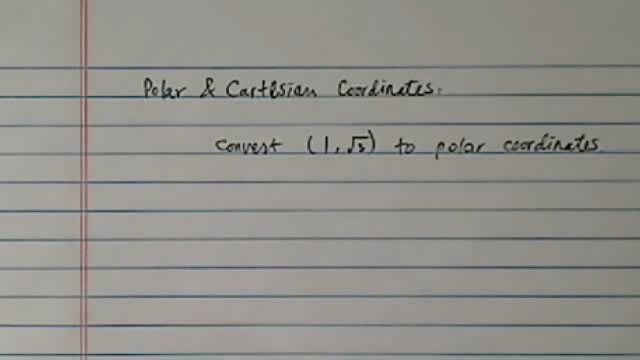 Polar & Cartesian Coordinates:
convert (1, √3) to polar coordinates.